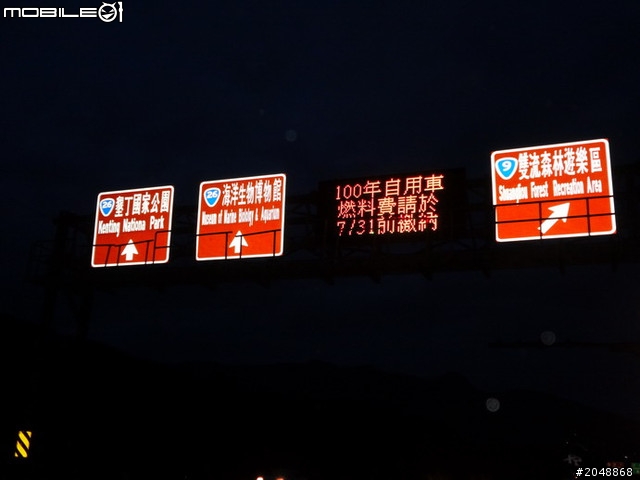 MOBILE01
26 墾丁國家公園
Kenting Nationa Park
26 海洋生物博物館
Museum of Marine Biology & Aquarium
100年自用車
燃料費請於
7/31前繳納
9 雙流森林遊樂區
Shuangliu Forest Recreation Area
#2048868